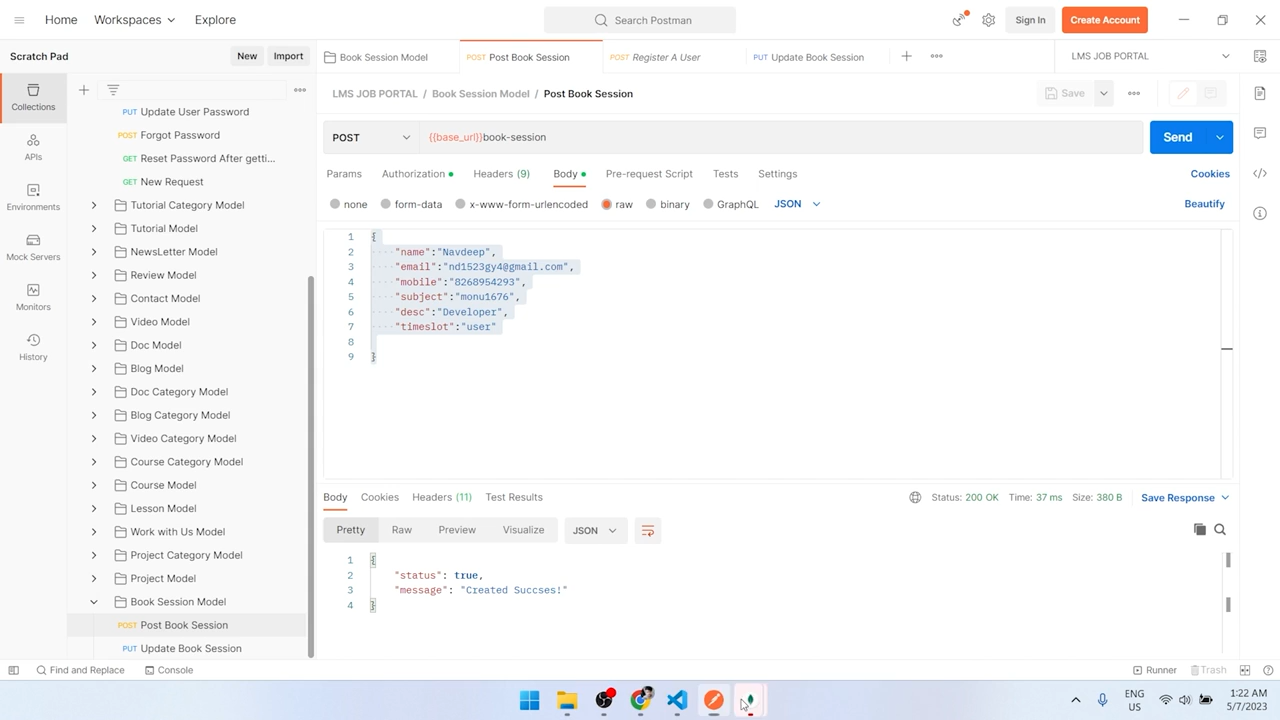 Home
Workspaces
Explore
Search Postman
Sign In
Create Account
Scratch Pad
New
Import
Book Session Model
POST Post Book Session
POST Register A User
PUT Update Book Session
LMS JOB PORTAL
Collections
APIs
Environments
Mock Servers
Monitors
History
PUT Update User Password
POST Forgot Password
GET Reset Password After getti...
GET New Request
Tutorial Category Model
Tutorial Model
NewsLetter Model
Review Model
Contact Model
Video Model
Doc Model
Blog Model
Doc Category Model
Blog Category Model
Video Category Model
Course Category Model
Course Model
Lesson Model
Work with Us Model
Project Category Model
Project Model
Book Session Model
POST Post Book Session
PUT Update Book Session
LMS JOB PORTAL / Book Session Model / Post Book Session
Save
POST
{{base_url}}book-session
Send
Params
Authorization
Headers (9)
Body
Pre-request Script
Tests
Settings
Cookies
none
form-data
x-www-form-urlencoded
raw
binary
GraphQL
JSON
Beautify
1 {
2 "name":"Navdeep",
3 "email":"nd1523gy4@gmail.com",
4 "mobile":"8268954293",
5 "subject":"monu1676",
6 "desc":"Developer",
7 "timeslot":"user"
8
9 }
Body
Cookies
Headers (11)
Test Results
Status: 200 OK
Time: 37 ms
Size: 380 B
Save Response
Pretty
Raw
Preview
Visualize
JSON
1 {
2 "status": true,
3 "message": "Created Succses!"
4 }
Find and Replace
Console
Runner
Trash
ENG
US
1:22 AM
5/7/2023